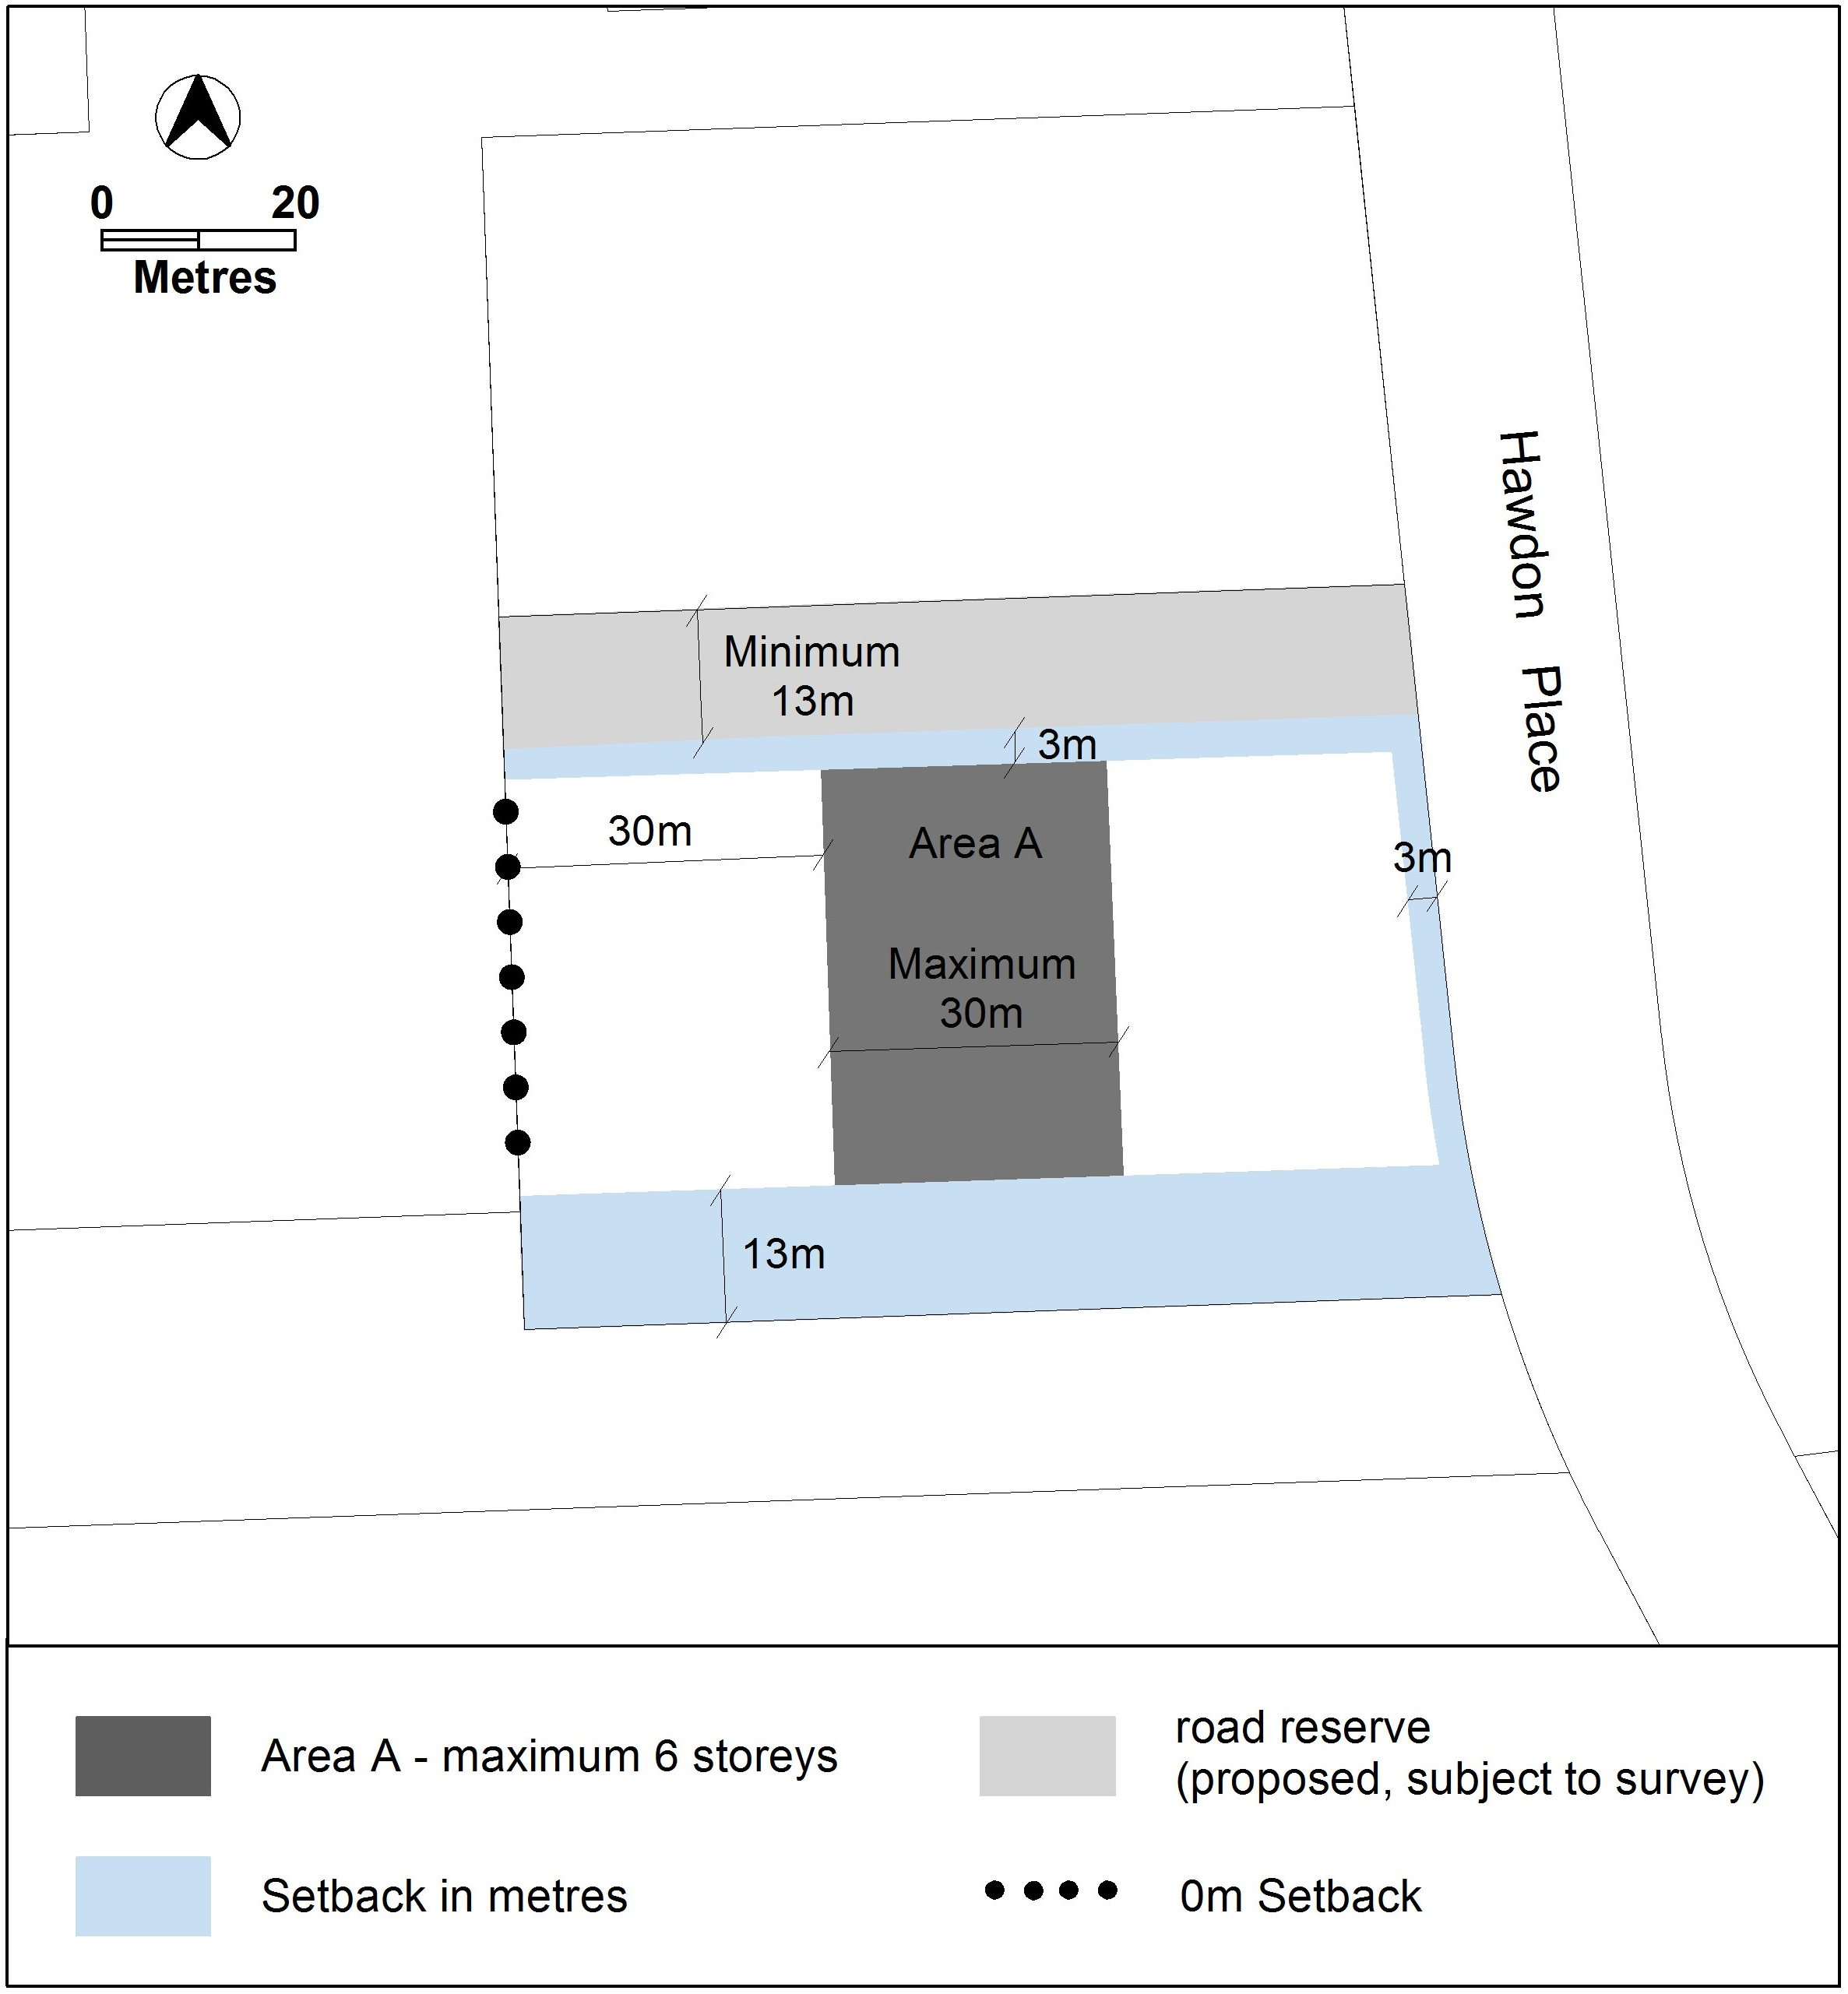 0 20
Metres
Hawdon Place
Minimum
13m
3m
30m
Area A
3m
Maximum
30m
13m
Area A - maximum 6 storeys
road reserve
(proposed, subject to survey)
Setback in metres
0m Setback